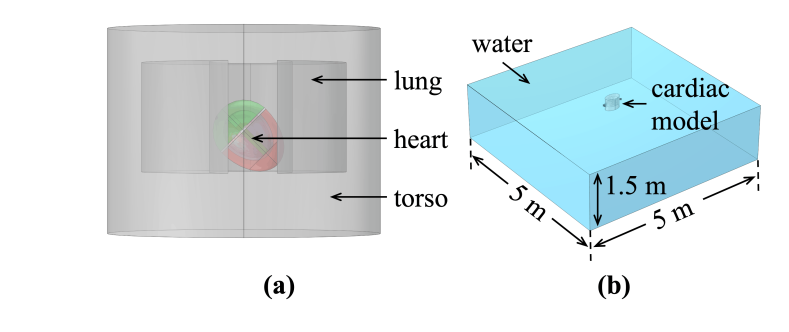 lung
heart
torso
(a)
water
cardiac
model
1.5 m
5 m
5 m
(b)